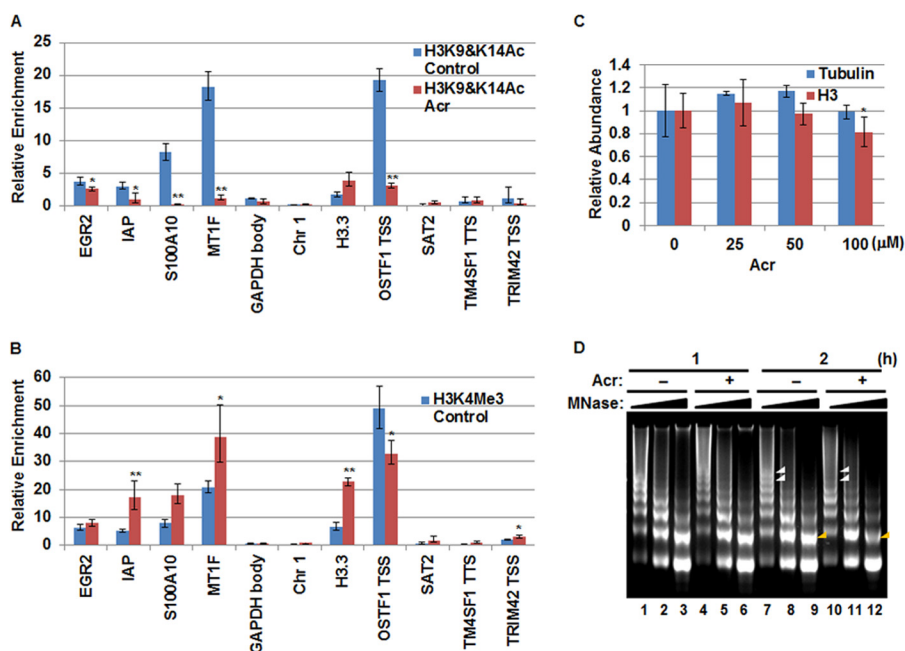 A
Relative Enrichment
25
20
15
10
5
0
H3K9&K14Ac
Control
H3K9&K14Ac
Acr
*
*
**
**
**
EGR2
IAP
S100A10
MT1F
GAPDH body
Chr 1
H3.3
OSTF1 TSS
SAT2
TM4SF1 TTS
TRIM42 TSS
B
Relative Enrichment
60
50
40
30
20
10
0
H3K4Me3
Control
**
*
**
*
*
EGR2
IAP
S100A10
MT1F
GAPDH body
Chr 1
H3.3
OSTF1 TSS
SAT2
TM4SF1 TTS
TRIM42 TSS
C
Relative Abundance
1.4
1.2
1
0.8
0.6
0.4
0.2
0
Tubulin
H3
*
0 25 50 100 (μM)
Acr
D
1 2 (h)
Acr: – + – +
MNase:
1 2 3 4 5 6 7 8 9 10 11 12